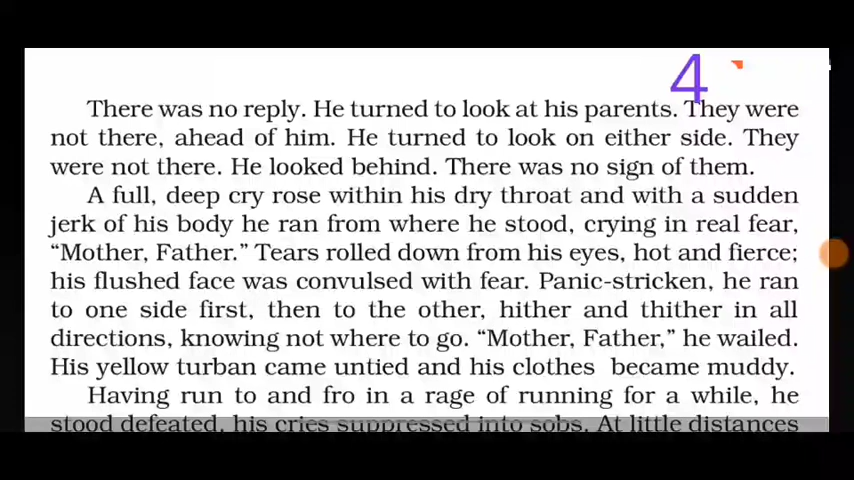 4
There was no reply. He turned to look at his parents. They were
not there, ahead of him. He turned to look on either side. They
were not there. He looked behind. There was no sign of them.
A full, deep cry rose within his dry throat and with a sudden
jerk of his body he ran from where he stood, crying in real fear,
“Mother, Father.” Tears rolled down from his eyes, hot and fierce;
his flushed face was convulsed with fear. Panic-stricken, he ran
to one side first, then to the other, hither and thither in all
directions, knowing not where to go. “Mother, Father,” he wailed.
His yellow turban came untied and his clothes became muddy.
Having run to and fro in a rage of running for a while, he
stood defeated, his cries suppressed into sobs. At little distances